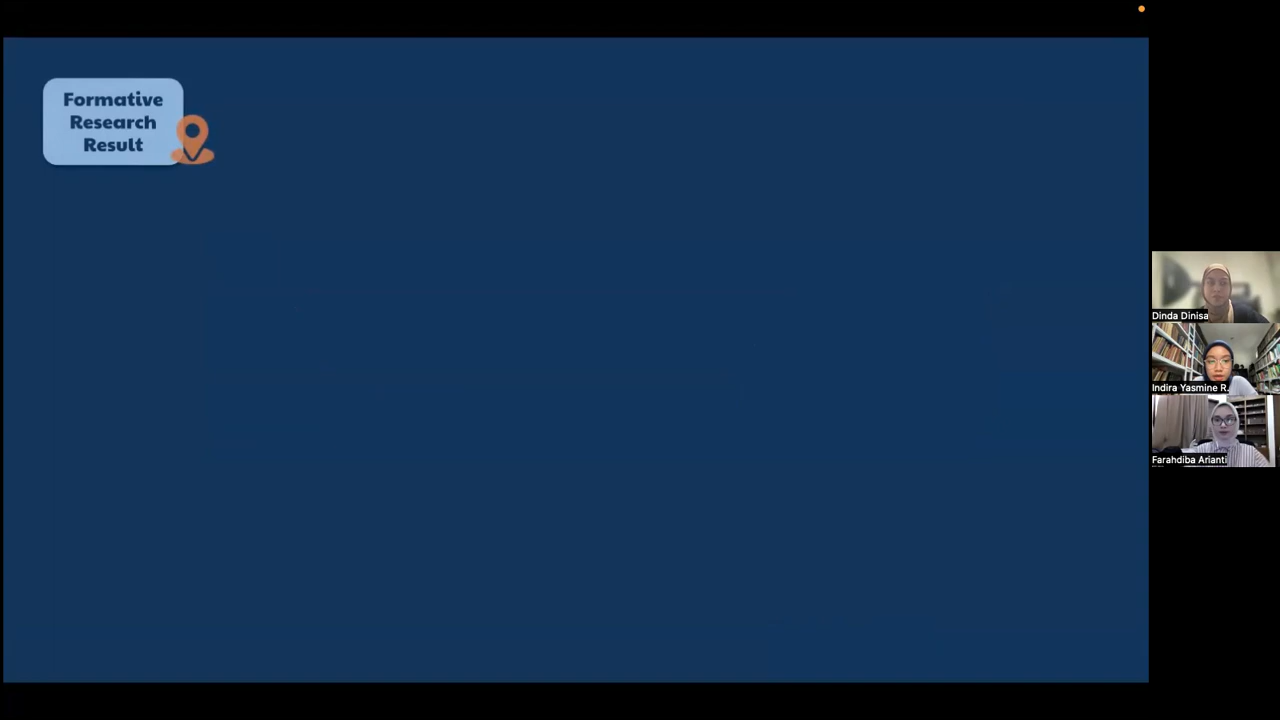 Formative
Research
Result
Dinda Dinisa
Indira Yasmine R.
Farahdiba Arianti